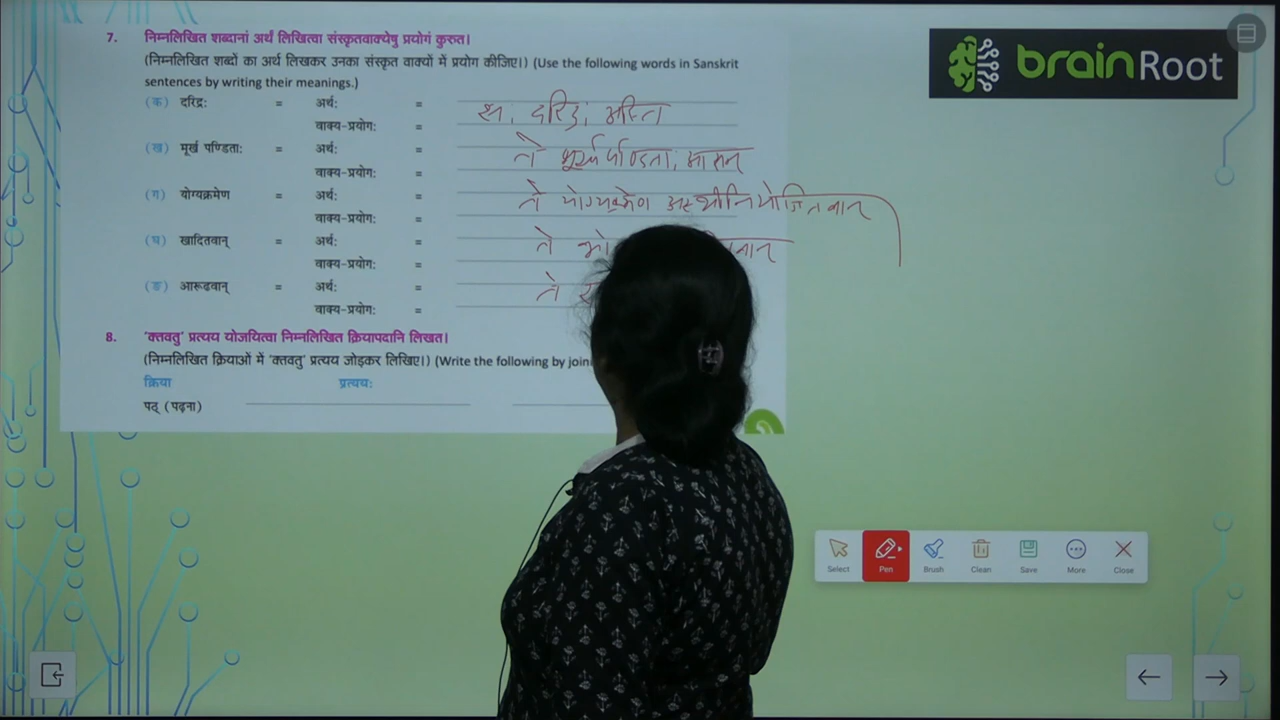 7. निम्नलिखित शब्दानां अर्थं लिखित्वा संस्कृतवाक्येषु प्रयोगं कुरुत।
(निम्नलिखित शब्दों का अर्थ लिखकर उनका संस्कृत वाक्यों में प्रयोग कीजिए।) (Use the following words in Sanskrit
sentences by writing their meanings.)
(क) दरिद्र: = अर्थ: =
वाक्य-प्रयोग: =
दरिद्र:
(ख) मूर्ख पण्डिता: = अर्थ: =
वाक्य-प्रयोग: =
ते
(ग) योग्यक्रमेण = अर्थ: =
वाक्य-प्रयोग: =
ते
(घ) खादितवान् = अर्थ: =
वाक्य-प्रयोग: =
ते
(ङ) आरूढवान् = अर्थ: =
वाक्य-प्रयोग: =
ते
8. 'क्तवतु' प्रत्यय योजयित्वा निम्नलिखित क्रियापदानि लिखत।
(निम्नलिखित क्रियाओं में 'क्तवतु' प्रत्यय जोड़कर लिखिए।) (Write the following by join
क्रिया प्रत्यय:
पठ् (पढ़ना)
brainRoot
Select Pen Brush Clean Save More Close